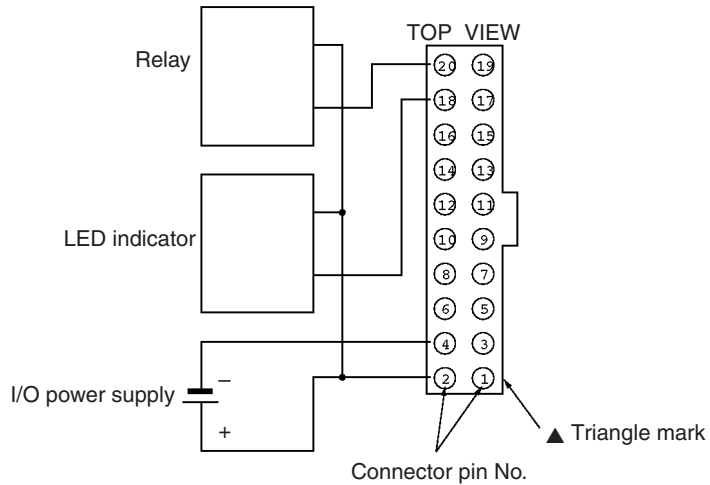 TOP VIEW
Relay
20 19
18 17
16 15
14 13
12 11
LED indicator
10 9
8 7
6 5
4 3
I/O power supply
−
+
2 1
▲ Triangle mark
Connector pin No.